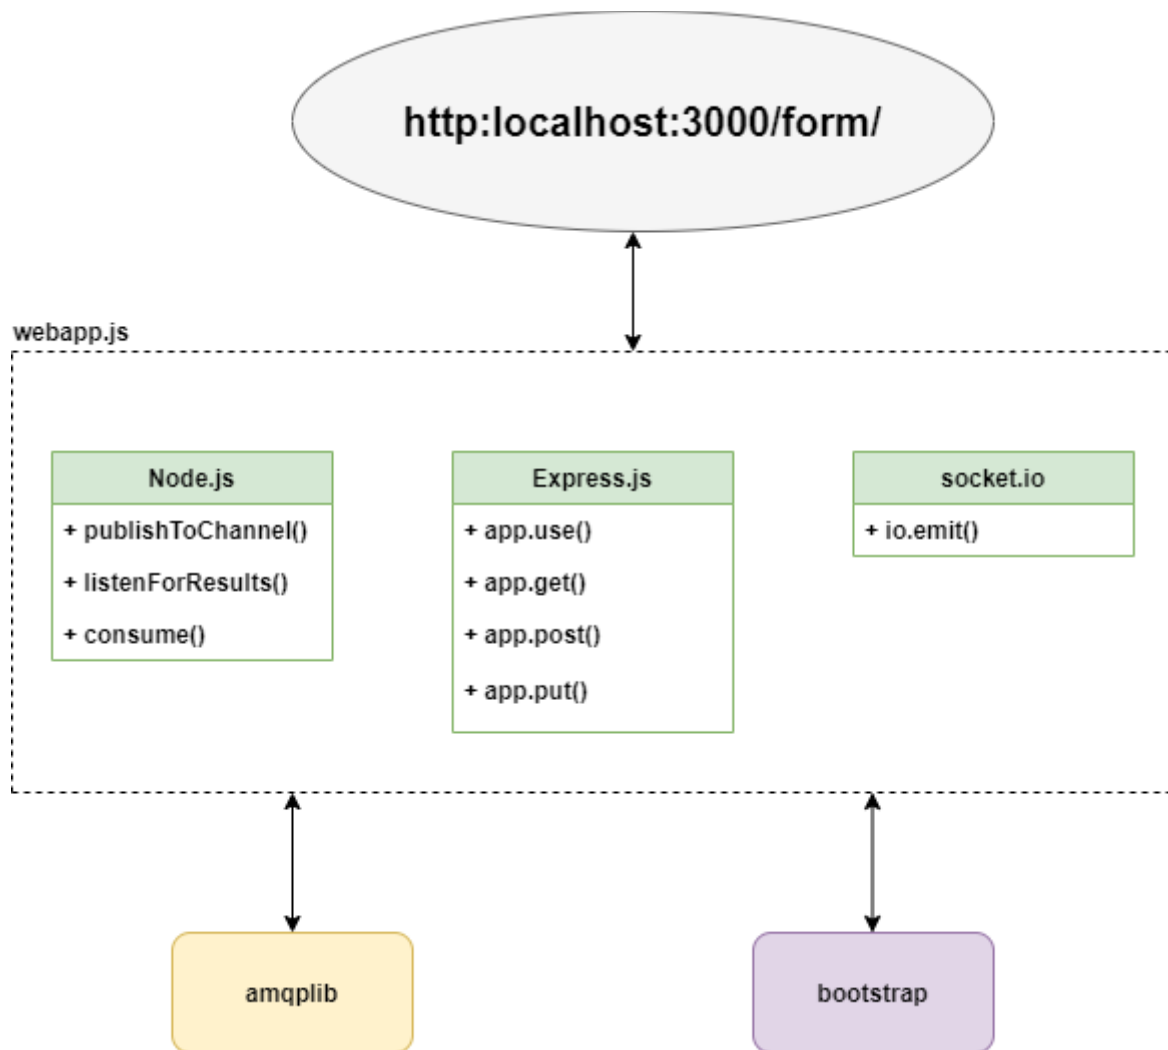 http:localhost:3000/form/
webapp.js
Node.js
+ publishToChannel()
+ listenForResults()
+ consume()
Express.js
+ app.use()
+ app.get()
+ app.post()
+ app.put()
socket.io
+ io.emit()
amqplib
bootstrap